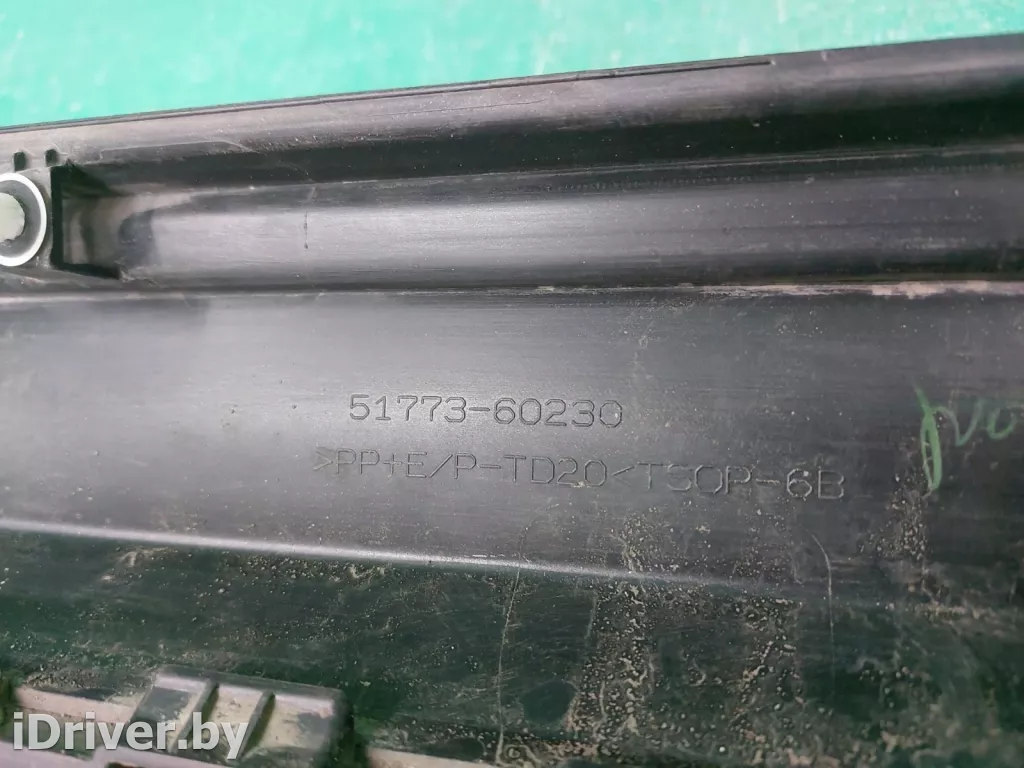 51773-60230
>PP+E/P-TD20<TSOP-6B
iDriver.by